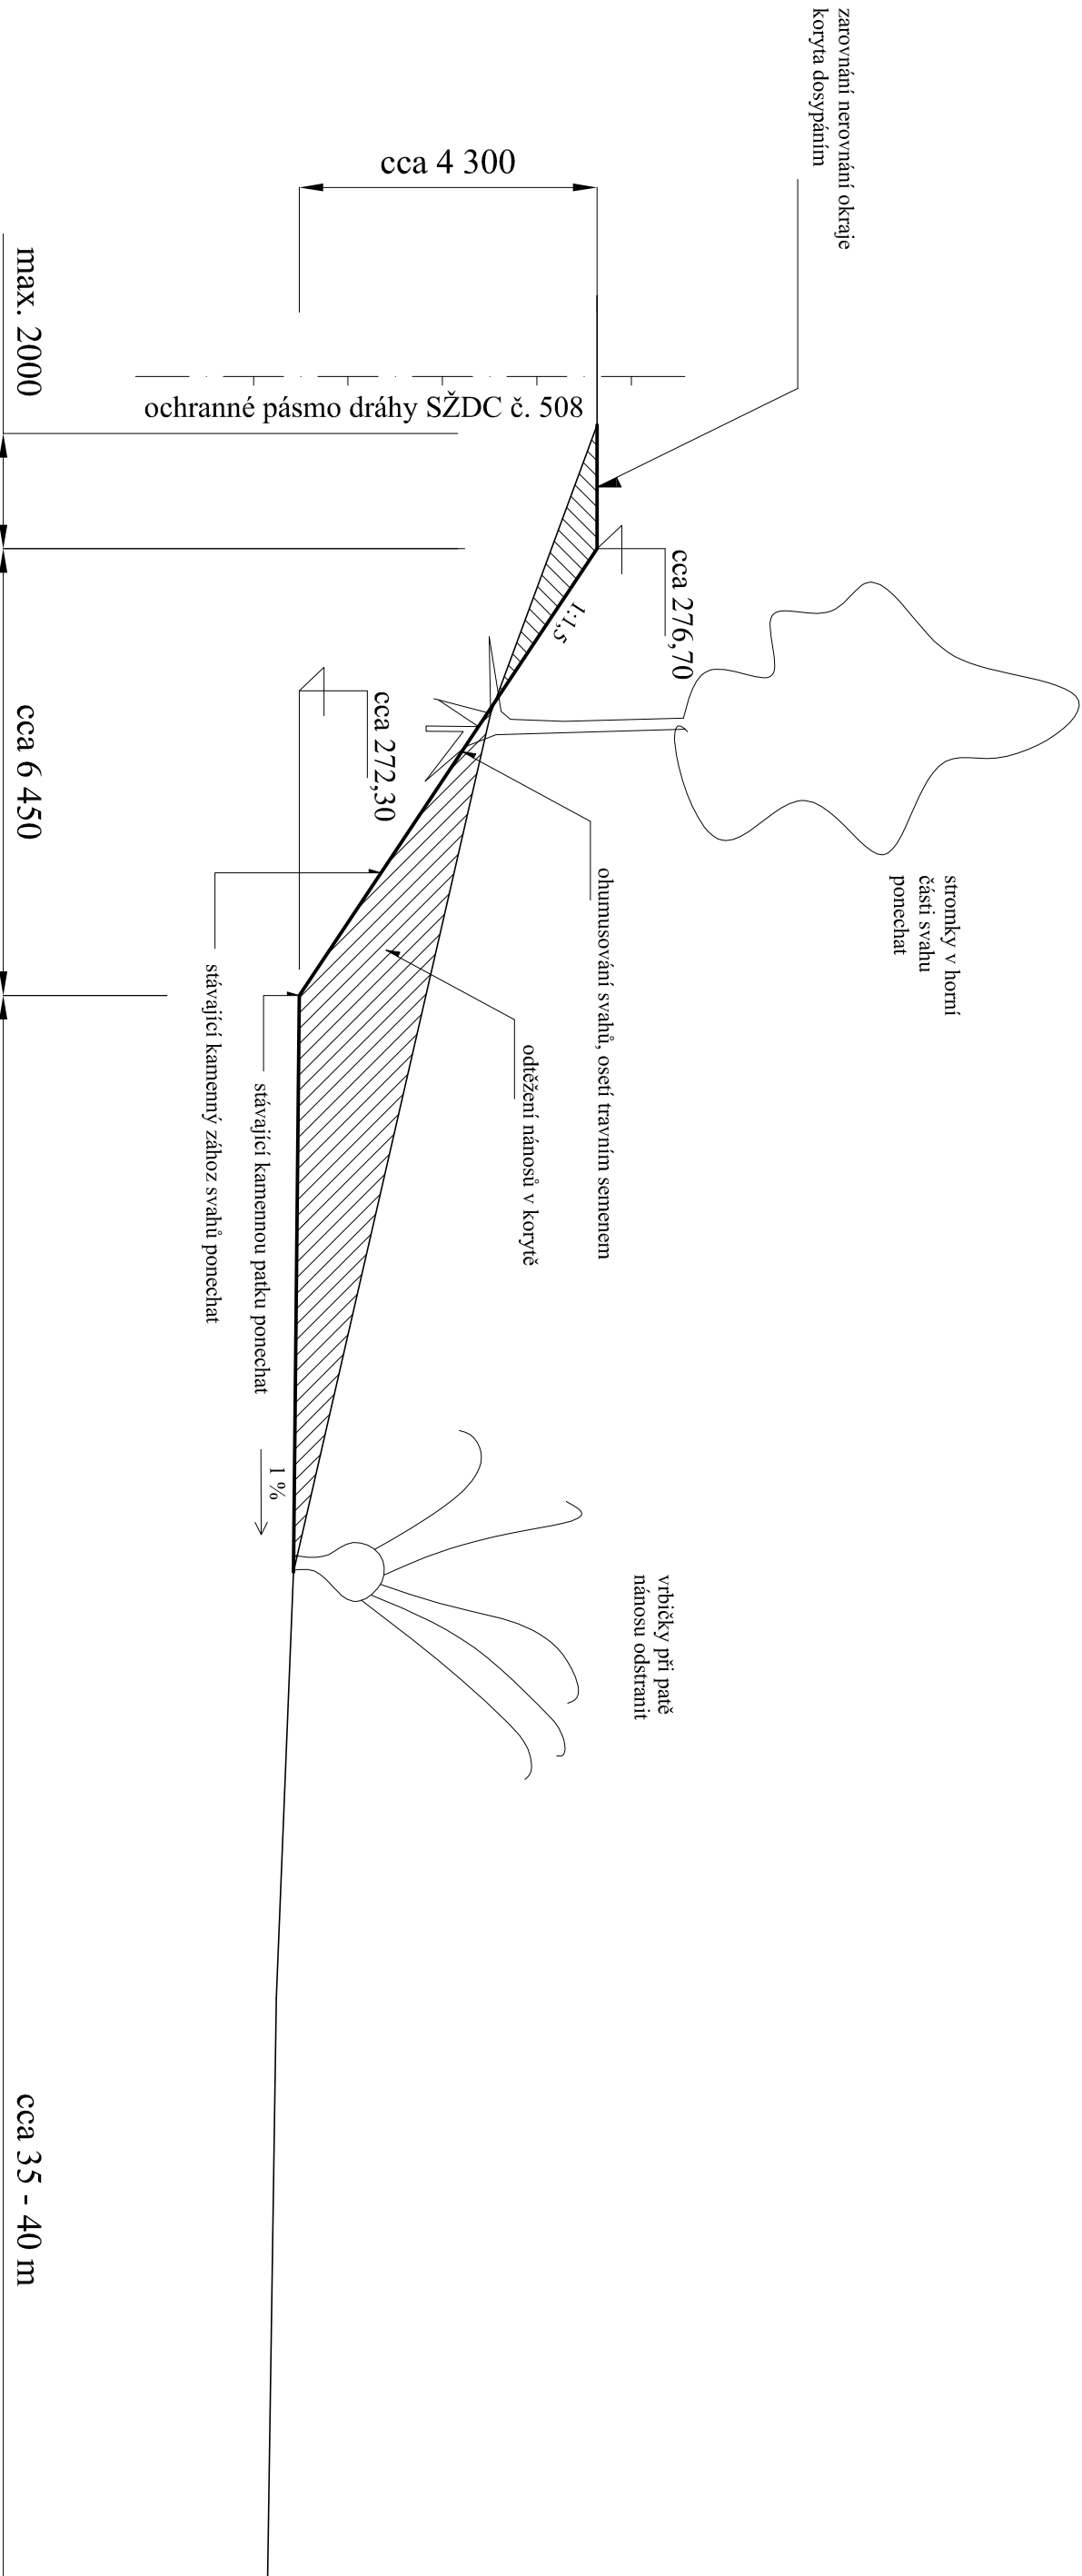 zarovnání nerovnání okraje
koryta dosypáním
cca 4 300
ochranné pásmo dráhy SŽDC č. 508
max. 2000
cca 276,70
1:1,5
cca 272,30
cca 6 450
stromky v horní
části svahu
ponechat
ohumusování svahů, osetí travním semenem
odtěžení nánosů v korytě
stávající kamennou patku ponechat
stávající kamenný zához svahů ponechat
1 %
vrbičky při patě
nánosu odstranit
cca 35 - 40 m